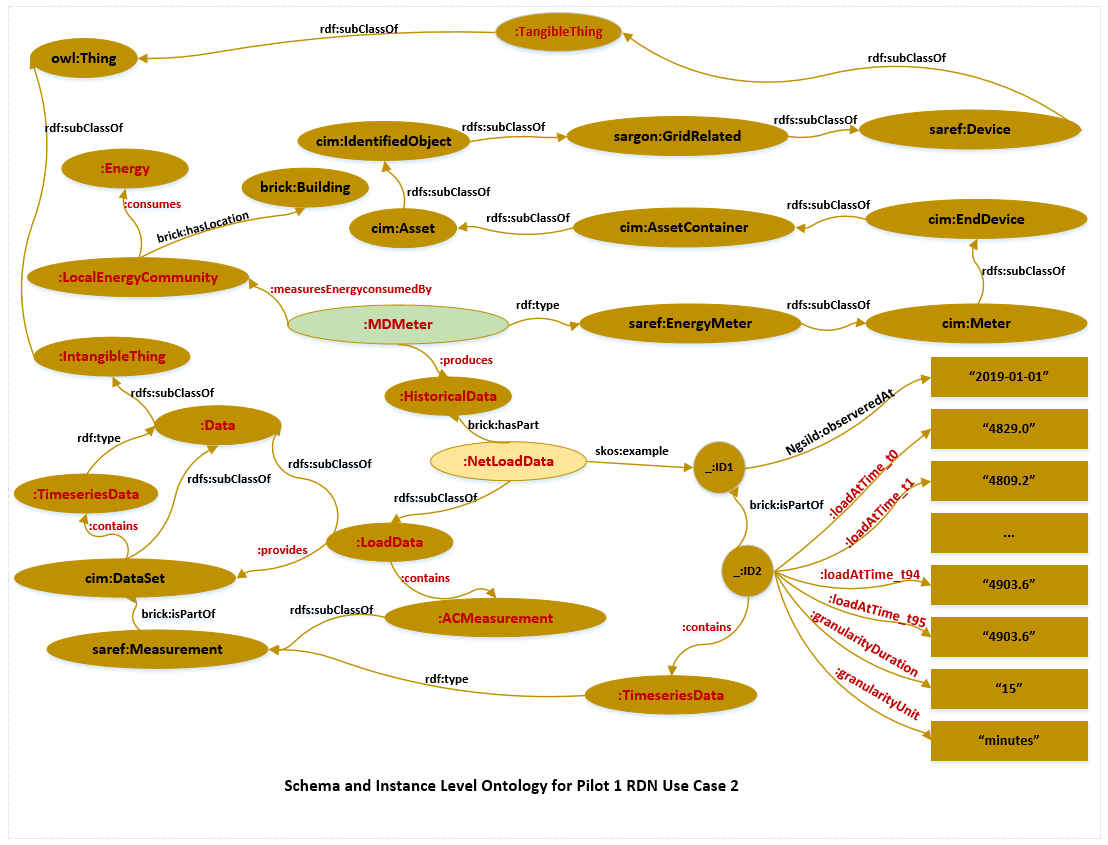 rdf:subClassOf
:TangibleThing
owl:Thing
rdf:subClassOf
rdf:subClassOf
cim:IdentifiedObject
rdfs:subClassOf
sargon:GridRelated
rdfs:subClassOf
saref:Device
:Energy
brick:Building
rdfs:subClassOf
:consumes
brick:hasLocation
cim:Asset
rdfs:subClassOf
cim:AssetContainer
rdfs:subClassOf
cim:EndDevice
:LocalEnergyCommunity
rdfs:subClassOf
:measuresEnergyconsumedBy
:MDMeter
rdf:type
saref:EnergyMeter
rdfs:subClassOf
cim:Meter
:IntangibleThing
:produces
rdfs:subClassOf
:HistoricalData
Ngsild:observeredAt
“2019-01-01”
:Data
brick:hasPart
“4829.0”
rdf:type
rdfs:subClassOf
:NetLoadData
skos:example
_:ID1
:loadAtTime_t0
rdfs:subClassOf
“4809.2”
:TimeseriesData
rdfs:subClassOf
brick:isPartOf
:loadAtTime_t1
:contains
:provides
:LoadData
...
cim:DataSet
:contains
_:ID2
:loadAtTime_t94
“4903.6”
brick:isPartOf
rdfs:subClassOf
:ACMeasurement
:loadAtTime_t95
“4903.6”
saref:Measurement
:contains
:granularityDuration
rdf:type
:TimeseriesData
:granularityUnit
“15”
“minutes”
Schema and Instance Level Ontology for Pilot 1 RDN Use Case 2